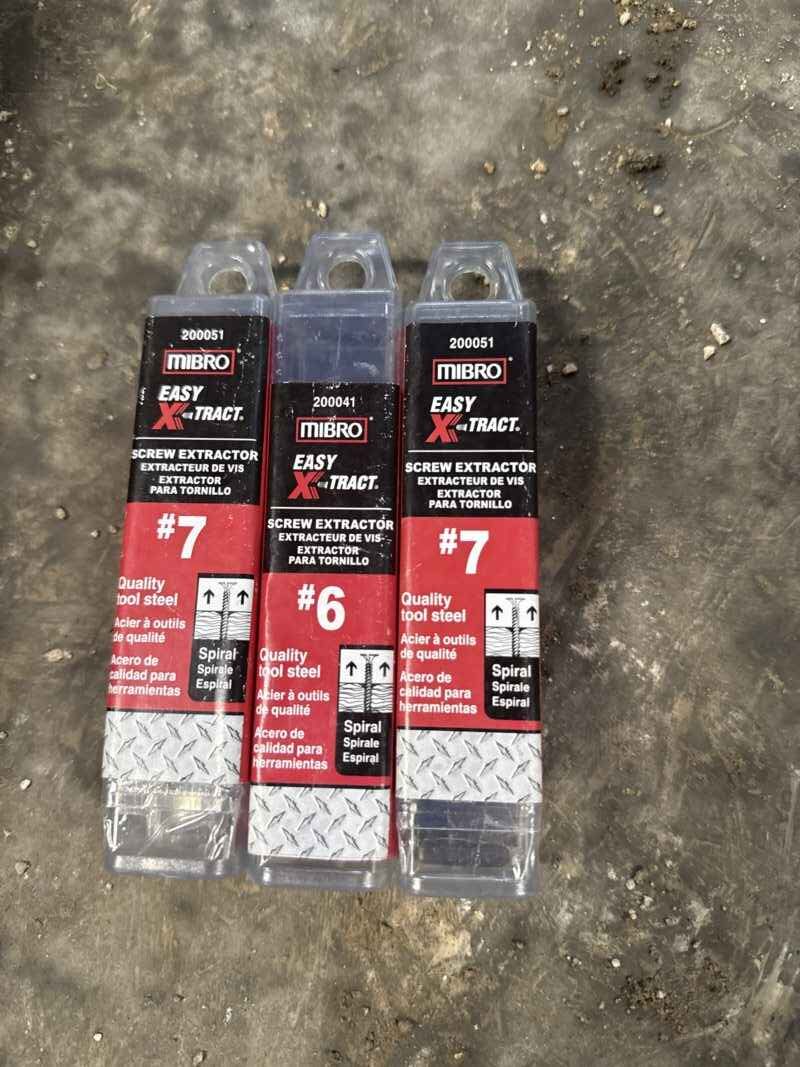 200051
MIBRO
EASY
X-TRACT®
SCREW EXTRACTOR
EXTRACTEUR DE VIS
EXTRACTOR
PARA TORNILLO
#7
Quality
tool steel
Acier à outils
de qualité
Acero de
calidad para
herramientas
Spiral
Spirale
Espiral
200041
MIBRO
EASY
X-TRACT®
SCREW EXTRACTOR
EXTRACTEUR DE VIS
EXTRACTOR
PARA TORNILLO
#6
Quality
tool steel
Acier à outils
de qualité
Acero de
calidad para
herramientas
Spiral
Spirale
Espiral
200051
MIBRO®
EASY
X-TRACT®
SCREW EXTRACTOR
EXTRACTEUR DE VIS
EXTRACTOR
PARA TORNILLO
#7
Quality
tool steel
Acier à outils
de qualité
Acero de
calidad para
herramientas
Spiral
Spirale
Espiral